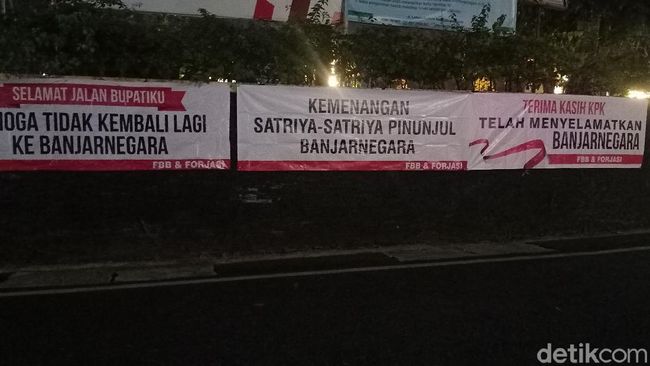 SELAMAT JALAN BUPATIKU
OGA TIDAK KEMBALI LAGI
KE BANJARNEGARA
FBB & FORJASI
KEMENANGAN
SATRIYA-SATRIYA PINUNJUL
BANJARNEGARA
FBB & FORJASI
TERIMA KASIH KPK
TELAH MENYELAMATKAN
BANJARNEGARA
FBB & FORJASI
detikcom